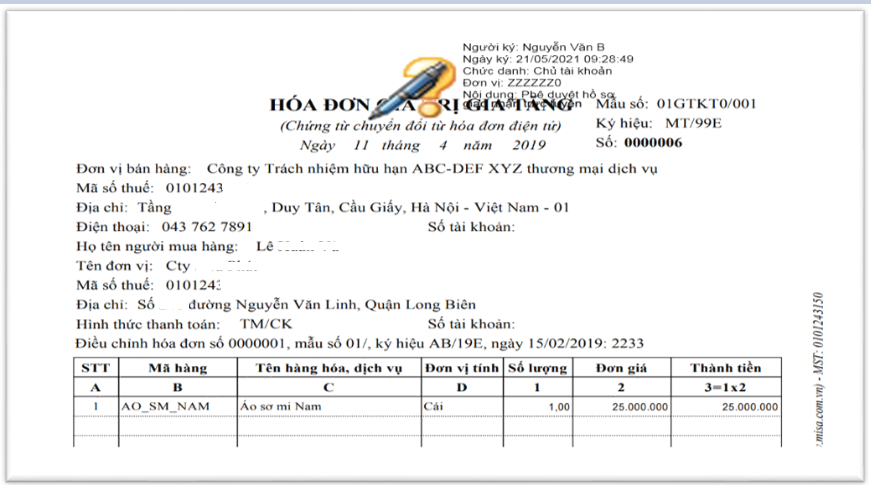 Người ký: Nguyễn Văn B
Ngày ký: 21/05/2021 09:28:49
Chức danh: Chủ tài khoản
Đơn vị: ZZZZZZ0
Nội dung: Phê duyệt hồ sơ
giao nhận trực tuyến
HÓA ĐƠN GIÁ TRỊ GIA TĂNG
Mẫu số: 01GTKT0/001
(Chứng từ chuyển đổi từ hóa đơn điện tử)
Ký hiệu: MT/99E
Ngày 11 tháng 4 năm 2019
Số: 0000006
Đơn vị bán hàng: Công ty Trách nhiệm hữu hạn ABC-DEF XYZ thương mại dịch vụ
Mã số thuế: 0101243
Địa chỉ: Tầng , Duy Tân, Cầu Giấy, Hà Nội - Việt Nam - 01
Điện thoại: 043 762 7891 Số tài khoản:
Họ tên người mua hàng: Lê
Tên đơn vị: Cty
Mã số thuế: 0101243
Địa chỉ: Số đường Nguyễn Văn Linh, Quận Long Biên
Hình thức thanh toán: TM/CK Số tài khoản:
Điều chỉnh hóa đơn số 0000001, mẫu số 01/, ký hiệu AB/19E, ngày 15/02/2019: 2233
STT Mã hàng Tên hàng hóa, dịch vụ Đơn vị tính Số lượng Đơn giá Thành tiền
A B C D 1 2 3=1x2
1 AO_SM_NAM Áo sơ mi Nam Cái 1,00 25.000.000 25.000.000
.misa.com.vn) - MST: 0101243150